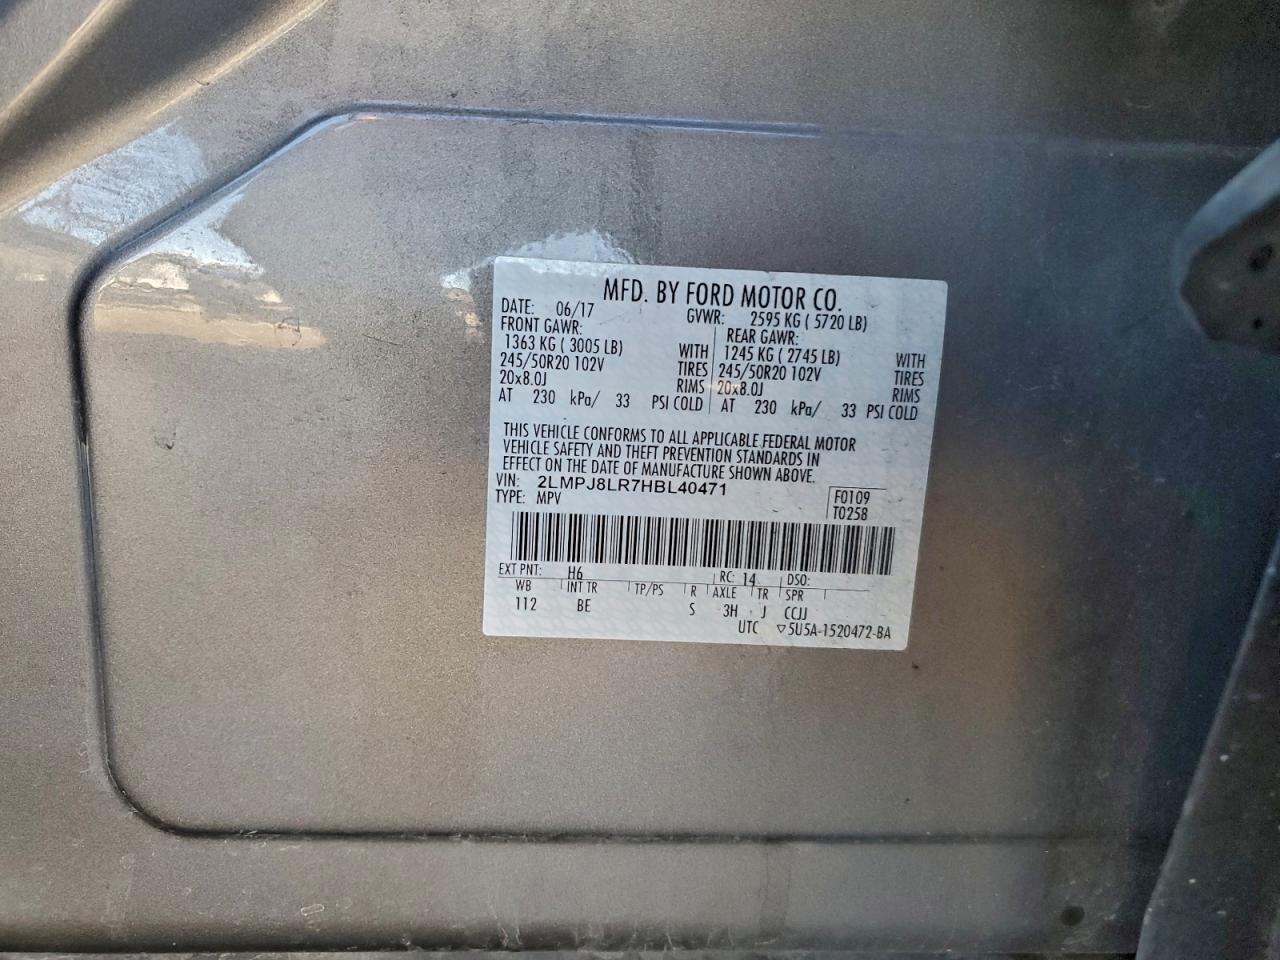 MFD. BY FORD MOTOR CO.
DATE: 06/17 GVWR: 2595 KG ( 5720 LB)
FRONT GAWR: REAR GAWR:
1363 KG ( 3005 LB) WITH 1245 KG ( 2745 LB) WITH
245/50R20 102V TIRES 245/50R20 102V TIRES
20x8.0J RIMS 20x8.0J RIMS
AT 230 kPa/ 33 PSI COLD AT 230 kPa/ 33 PSI COLD
THIS VEHICLE CONFORMS TO ALL APPLICABLE FEDERAL MOTOR
VEHICLE SAFETY AND THEFT PREVENTION STANDARDS IN
EFFECT ON THE DATE OF MANUFACTURE SHOWN ABOVE.
VIN: 2LMPJ8LR7HBL40471
TYPE: MPV F0109
T0258
EXT PNT: H6 RC: 14 DSO:
WB INT TR TP/PS R AXLE TR SPR
112 BE S 3H J CCJJ
UTC ▽5U5A-1520472-BA